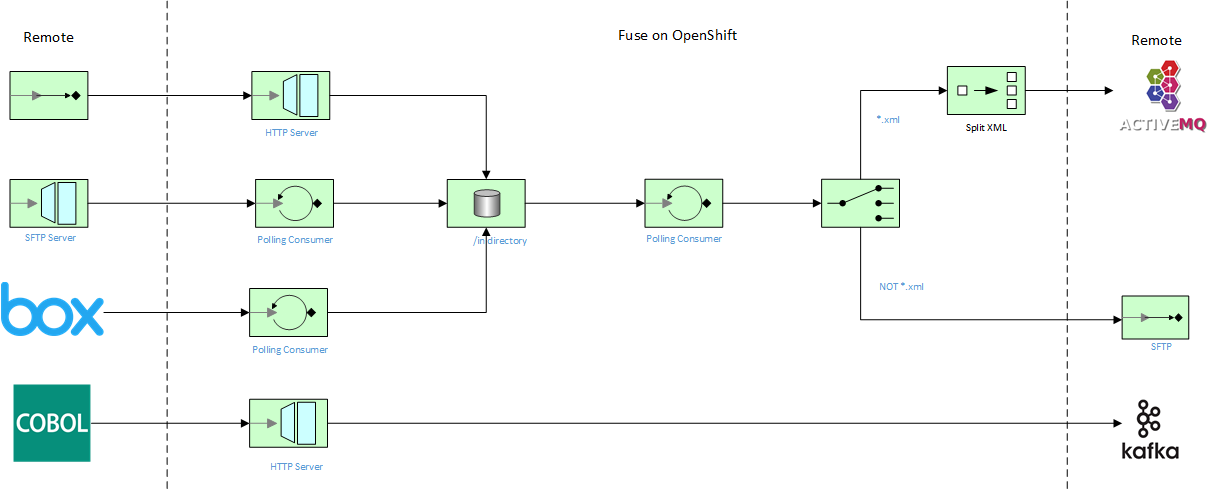 Remote
Fuse on OpenShift
Remote
HTTP Server
*.xml
Split XML
ACTIVEMQ
SFTP Server
Polling Consumer
/in directory
Polling Consumer
NOT *.xml
box
Polling Consumer
SFTP
COBOL
HTTP Server
kafka